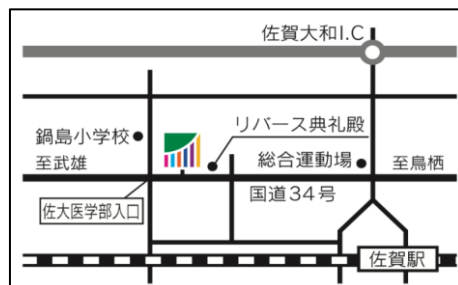 佐賀大和I.C
リバース典礼殿
鍋島小学校
総合運動場
至武雄
至鳥栖
佐大医学部入口
国道34号
佐賀駅